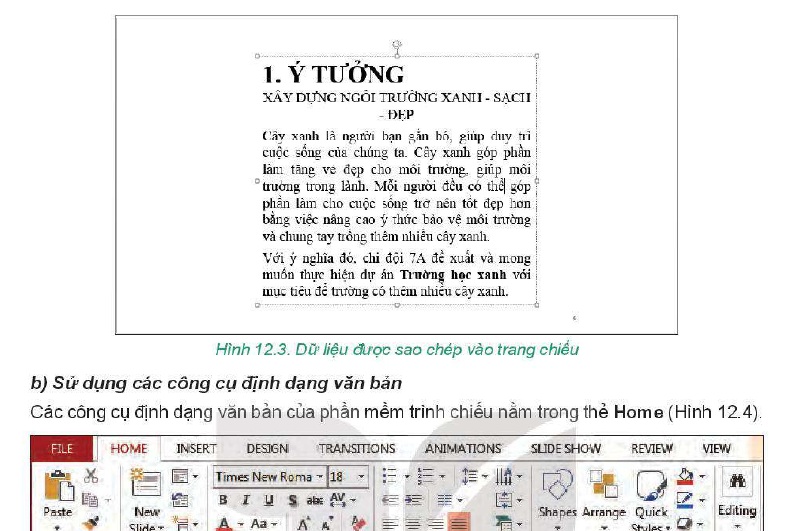 1. Ý TƯỞNG
XÂY DỰNG NGÔI TRƯỜNG XANH - SẠCH
- ĐẸP
Cây xanh là người bạn gắn bó, giúp duy trì
cuộc sống của chúng ta. Cây xanh góp phần
làm tăng vẻ đẹp cho môi trường, giúp môi
trường trong lành. Mỗi người đều có thể góp
phần làm cho cuộc sống trở nên tốt đẹp hơn
bằng việc nâng cao ý thức bảo vệ môi trường
và chung tay trồng thêm nhiều cây xanh.
Với ý nghĩa đó, chi đội 7A đề xuất và mong
muốn thực hiện dự án Trường học xanh với
mục tiêu để trường có thêm nhiều cây xanh.
Hình 12.3. Dữ liệu được sao chép vào trang chiếu
b) Sử dụng các công cụ định dạng văn bản
Các công cụ định dạng văn bản của phần mềm trình chiếu nằm trong thẻ Home (Hình 12.4).
FILE HOME INSERT DESIGN TRANSITIONS ANIMATIONS SLIDE SHOW REVIEW VIEW
Times New Roma 18
B I U S abc AV
Paste New Shapes Arrange Quick Editing
Slide A Aa A A Styles